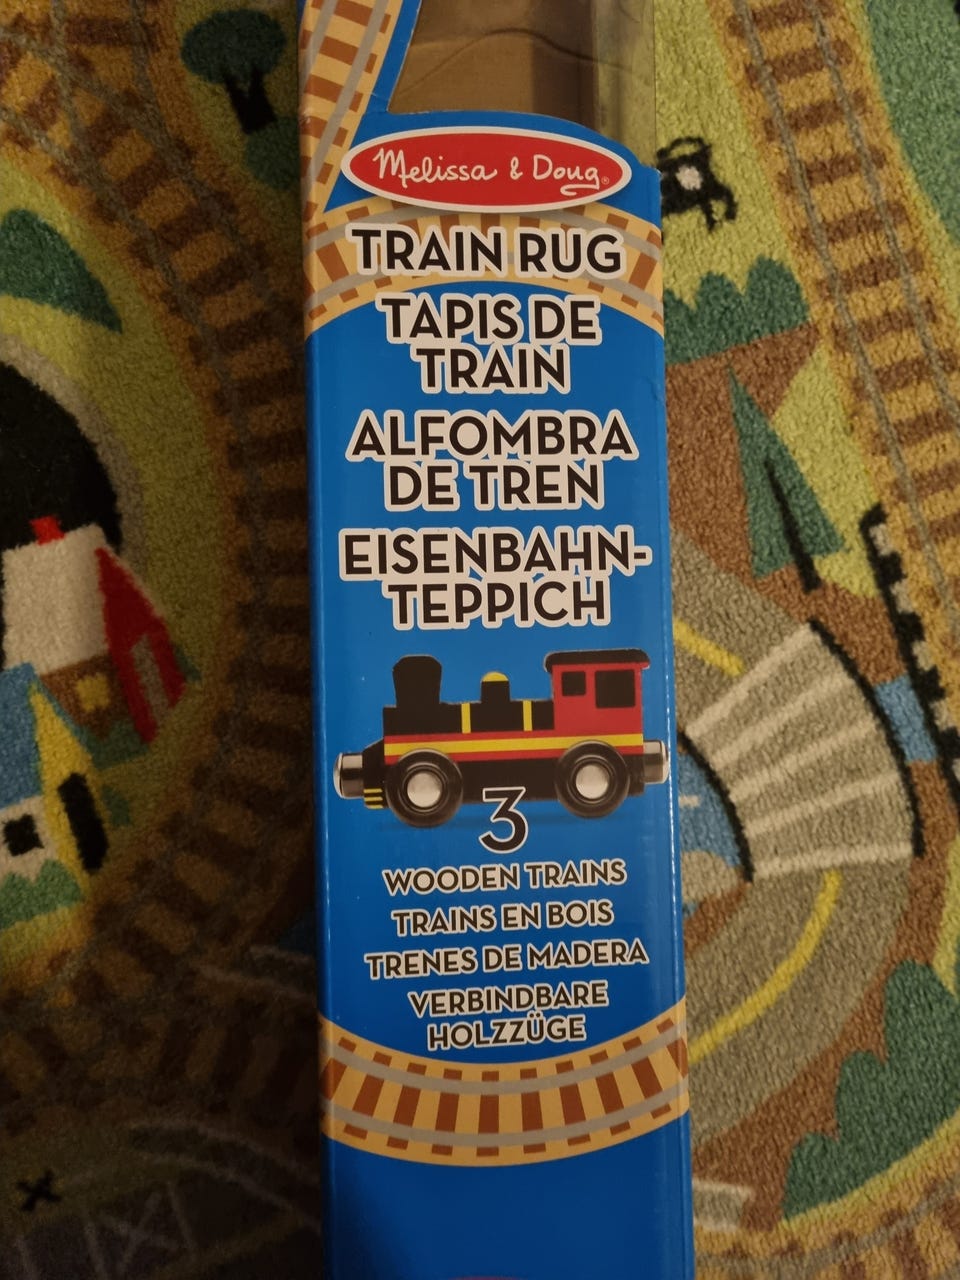 Melissa & Doug®
TRAIN RUG
TAPIS DE
TRAIN
ALFOMBRA
DE TREN
EISENBAHN-
TEPPICH
3
WOODEN TRAINS
TRAINS EN BOIS
TRENES DE MADERA
VERBINDBARE
HOLZZÜGE